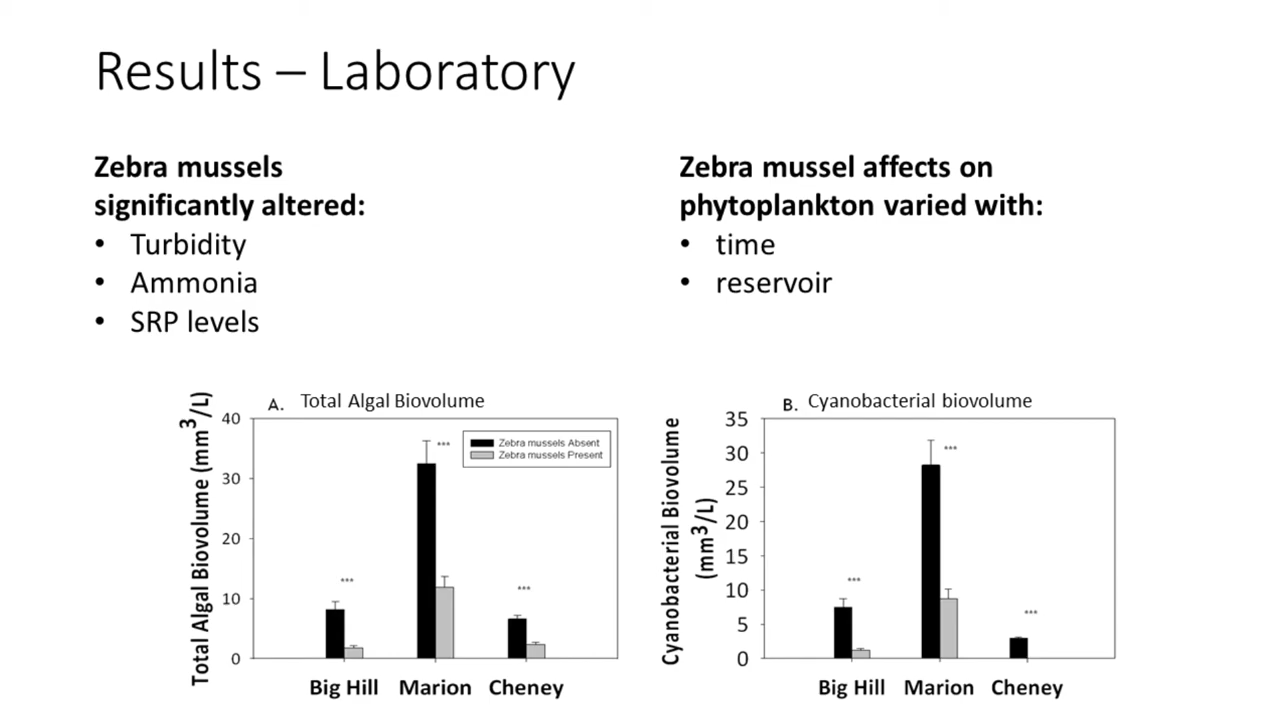 Results – Laboratory
Zebra mussels
significantly altered:
• Turbidity
• Ammonia
• SRP levels
Zebra mussel affects on
phytoplankton varied with:
• time
• reservoir
A. Total Algal Biovolume
Total Algal Biovolume (mm³/L)
40
30
20
10
0
***
***
***
Zebra mussels Absent
Zebra mussels Present
Big Hill Marion Cheney
B. Cyanobacterial biovolume
Cyanobacterial Biovolume
(mm³/L)
35
30
25
20
15
10
5
0
***
***
***
Big Hill Marion Cheney